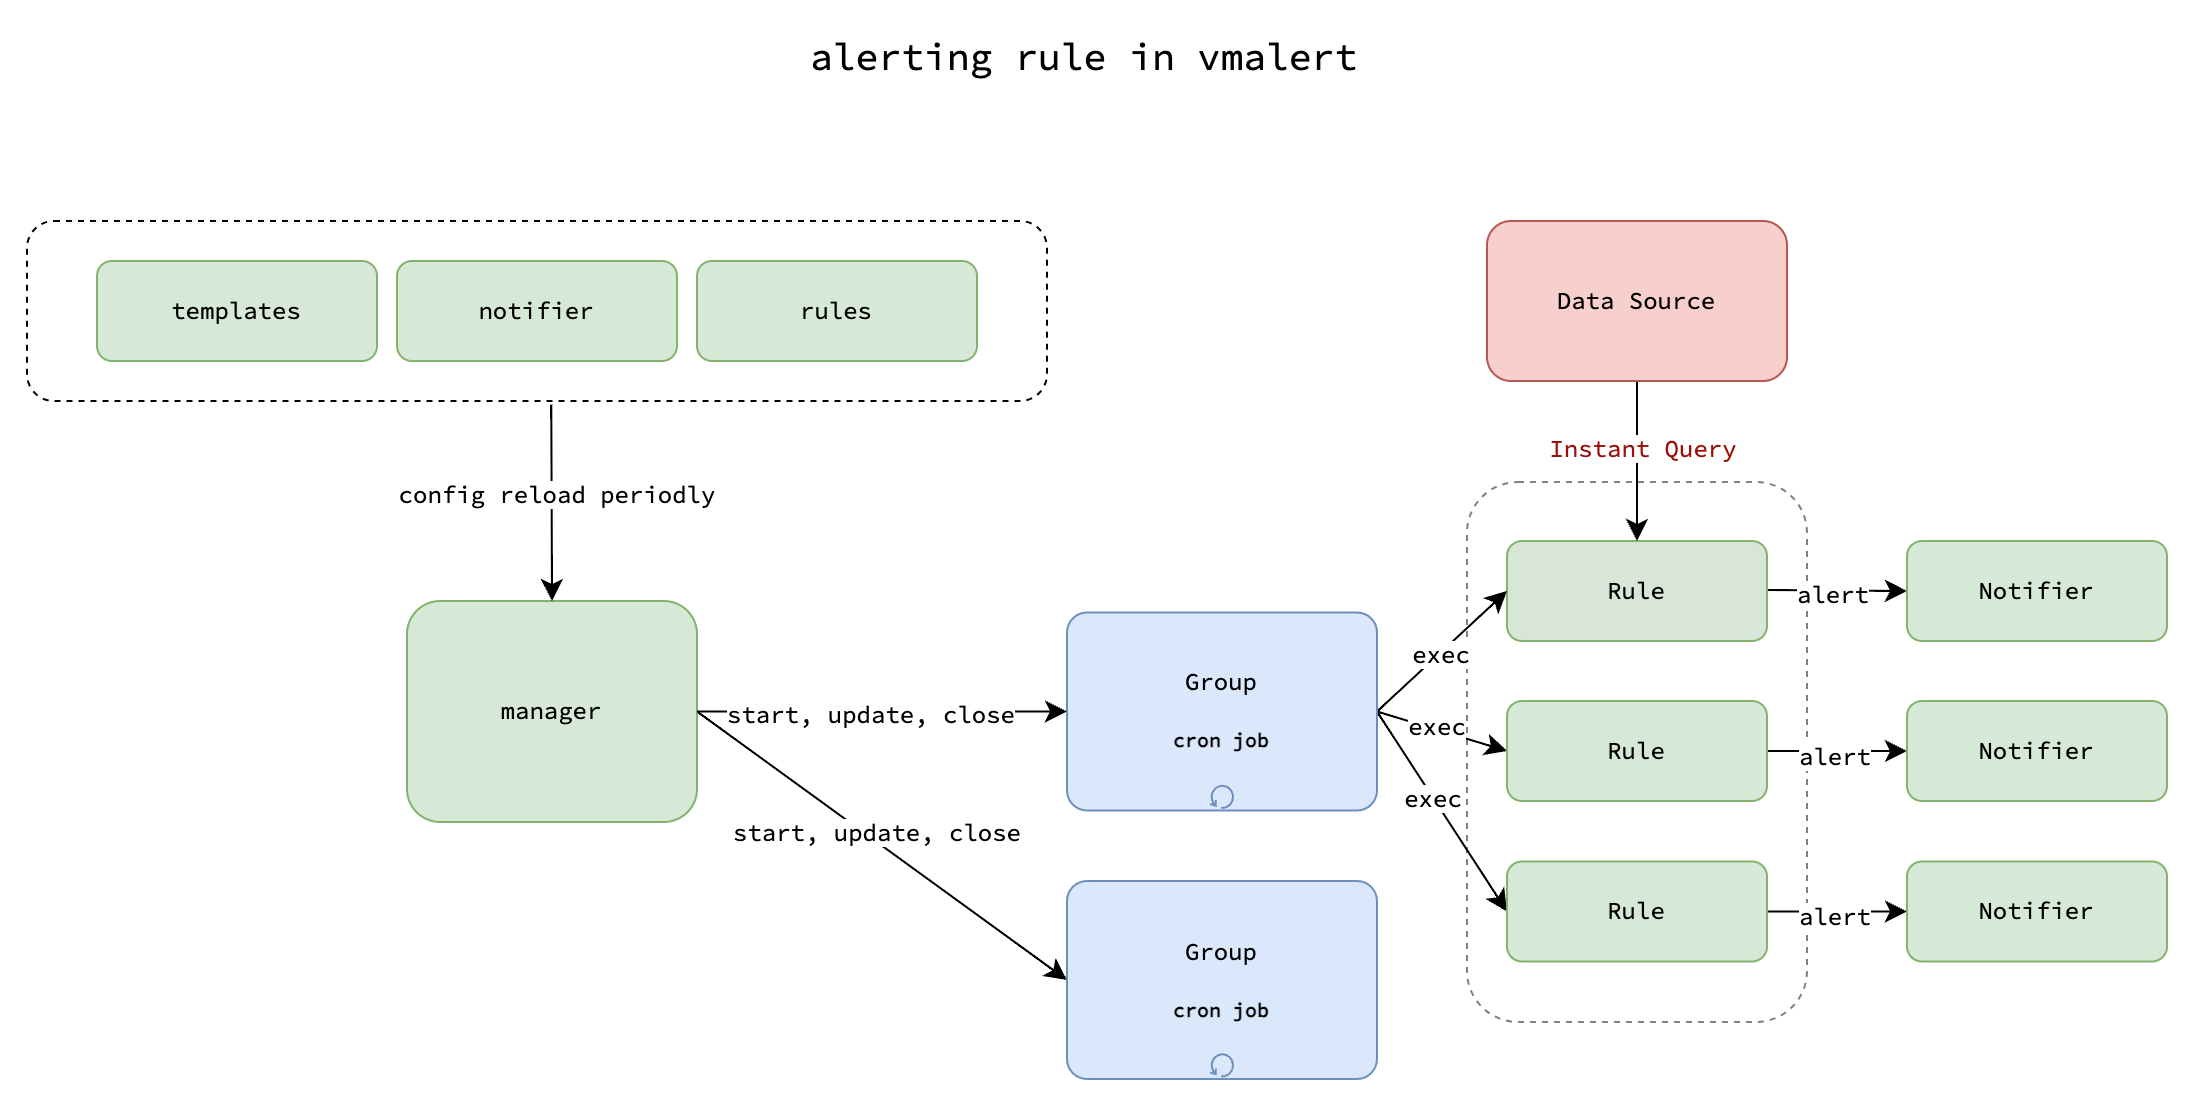 alerting rule in vmalert
templates
notifier
rules
Data Source
config reload periodly
Instant Query
manager
start, update, close
start, update, close
Group
cron job
Group
cron job
exec
exec
exec
Rule
alert
Notifier
Rule
alert
Notifier
Rule
alert
Notifier